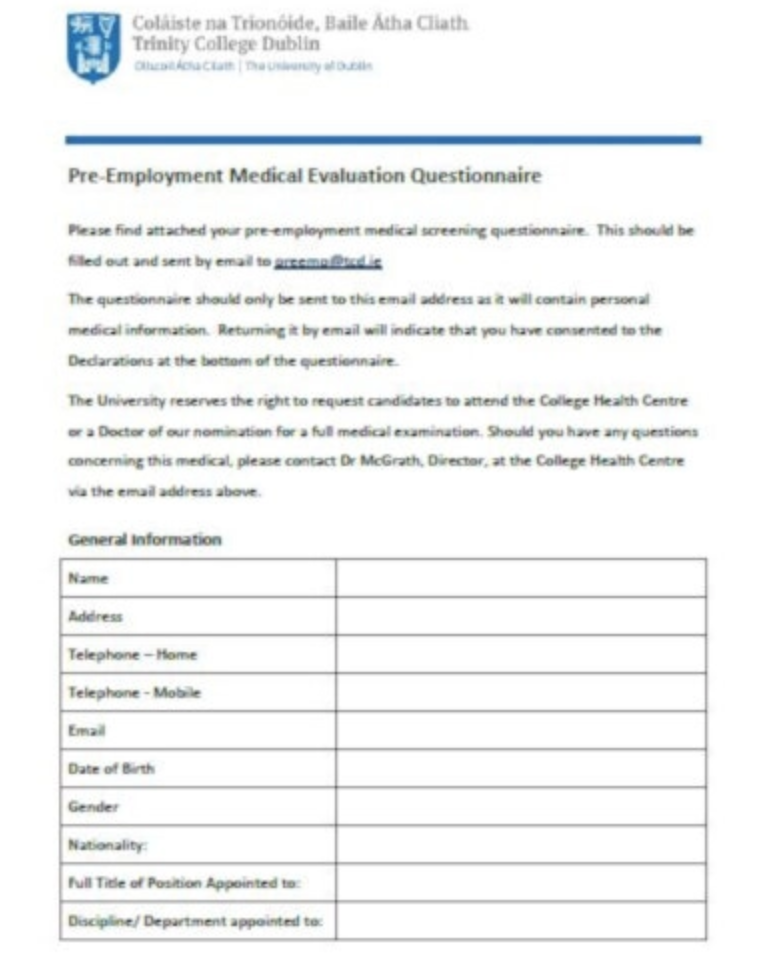 Coláiste na Tríonóide, Baile Átha Cliath
Trinity College Dublin
Ollscoil Átha Cliath | The University of Dublin
Pre-Employment Medical Evaluation Questionnaire
Please find attached your pre-employment medical screening questionnaire. This should be
filled out and sent by email to preemp@tcd.ie
The questionnaire should only be sent to this email address as it will contain personal
medical information. Returning it by email will indicate that you have consented to the
Declarations at the bottom of the questionnaire.
The University reserves the right to request candidates to attend the College Health Centre
or a Doctor of our nomination for a full medical examination. Should you have any questions
concerning this medical, please contact Dr McGrath, Director, at the College Health Centre
via the email address above.
General Information
Name
Address
Telephone – Home
Telephone - Mobile
Email
Date of Birth
Gender
Nationality:
Full Title of Position Appointed to:
Discipline/ Department appointed to: